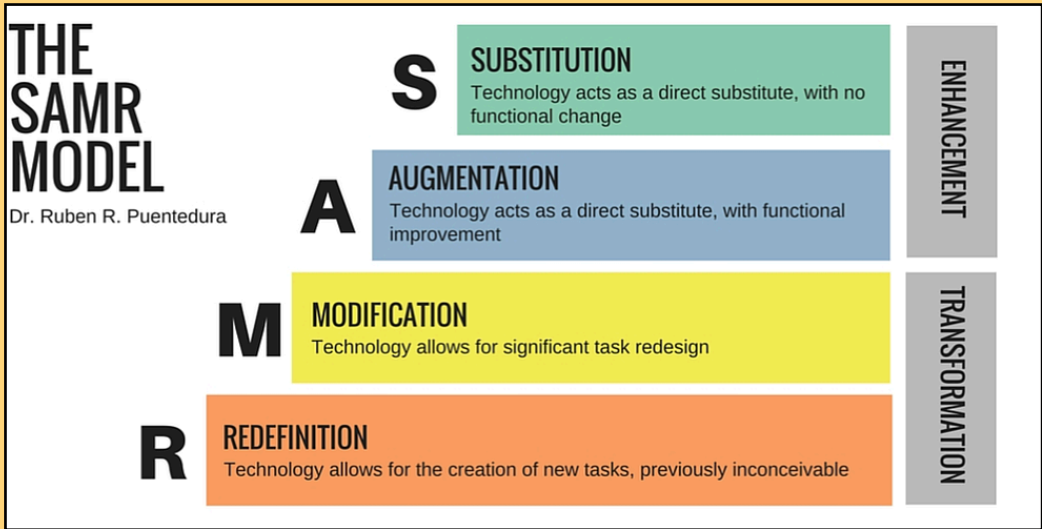 THE
SAMR
MODEL
Dr. Ruben R. Puentedura
S
SUBSTITUTION
Technology acts as a direct substitute, with no
functional change
A
AUGMENTATION
Technology acts as a direct substitute, with functional
improvement
ENHANCEMENT
M
MODIFICATION
Technology allows for significant task redesign
R
REDEFINITION
Technology allows for the creation of new tasks, previously inconceivable
TRANSFORMATION